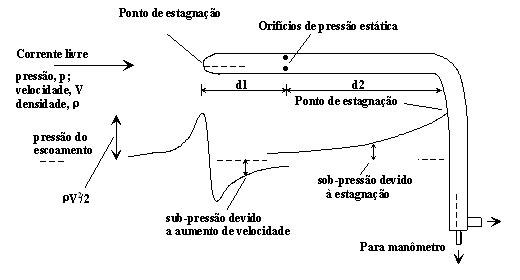 Ponto de estagnação
Orifícios de pressão estática
Corrente livre
pressão, p;
velocidade, V
densidade, ρ
d1
d2
Ponto de estagnação
pressão do
escoamento
ρV²/2
sub-pressão devido
a aumento de velocidade
sob-pressão devido
à estagnação
Para manômetro